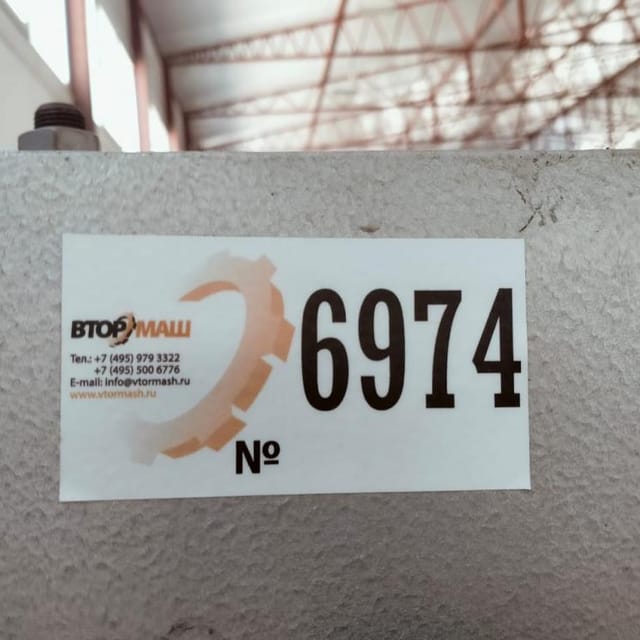 ВТОРМАШ
Тел.: +7 (495) 979 3322
+7 (495) 500 6776
E-mail: info@vtormash.ru
www.vtormash.ru
№ 6974